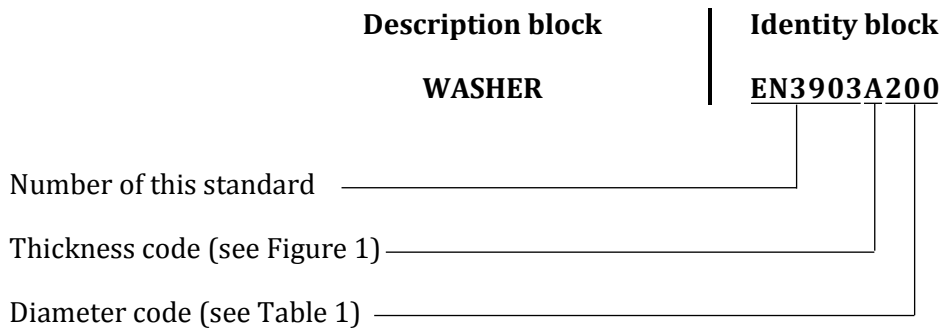 Description block Identity block
WASHER EN3903A200
Number of this standard
Thickness code (see Figure 1)
Diameter code (see Table 1)